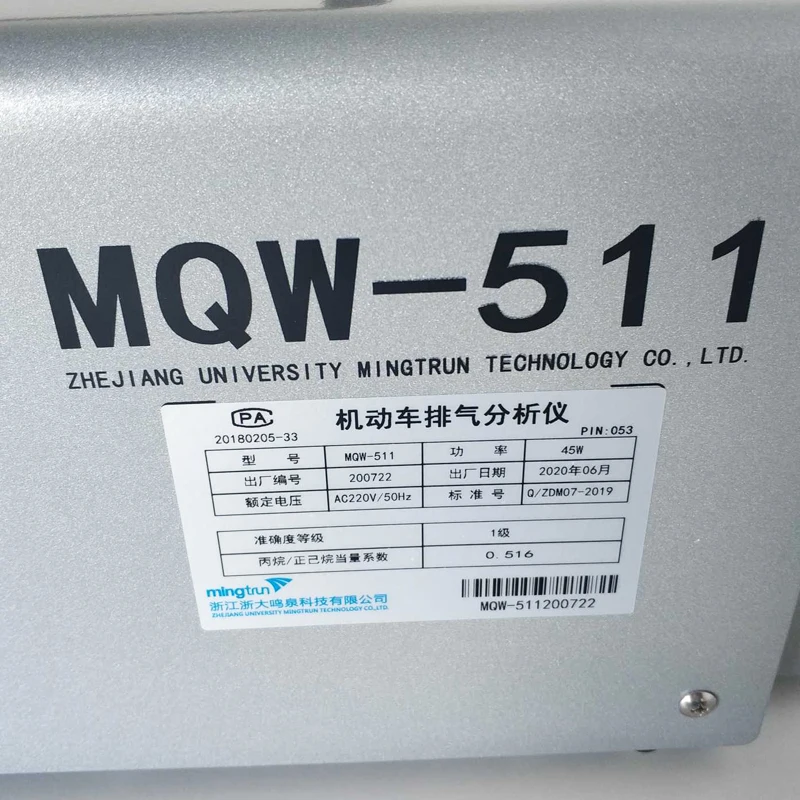 MQW-511
ZHEJIANG UNIVERSITY MINGTRUN TECHNOLOGY CO.,LTD.
PA 机动车排气分析仪
20180205-33 PIN:053
型号 MQW-511 功率 45W
出厂编号 200722 出厂日期 2020年06月
额定电压 AC220V/50Hz 标准号 Q/ZDM07-2019
准确度等级 1级
丙烷/正己烷当量系数 0.516
mingtrun
浙江浙大鸣泉科技有限公司
ZHEJIANG UNIVERSITY MINGTRUN TECHNOLOGY CO.,LTD.
MQW-511200722